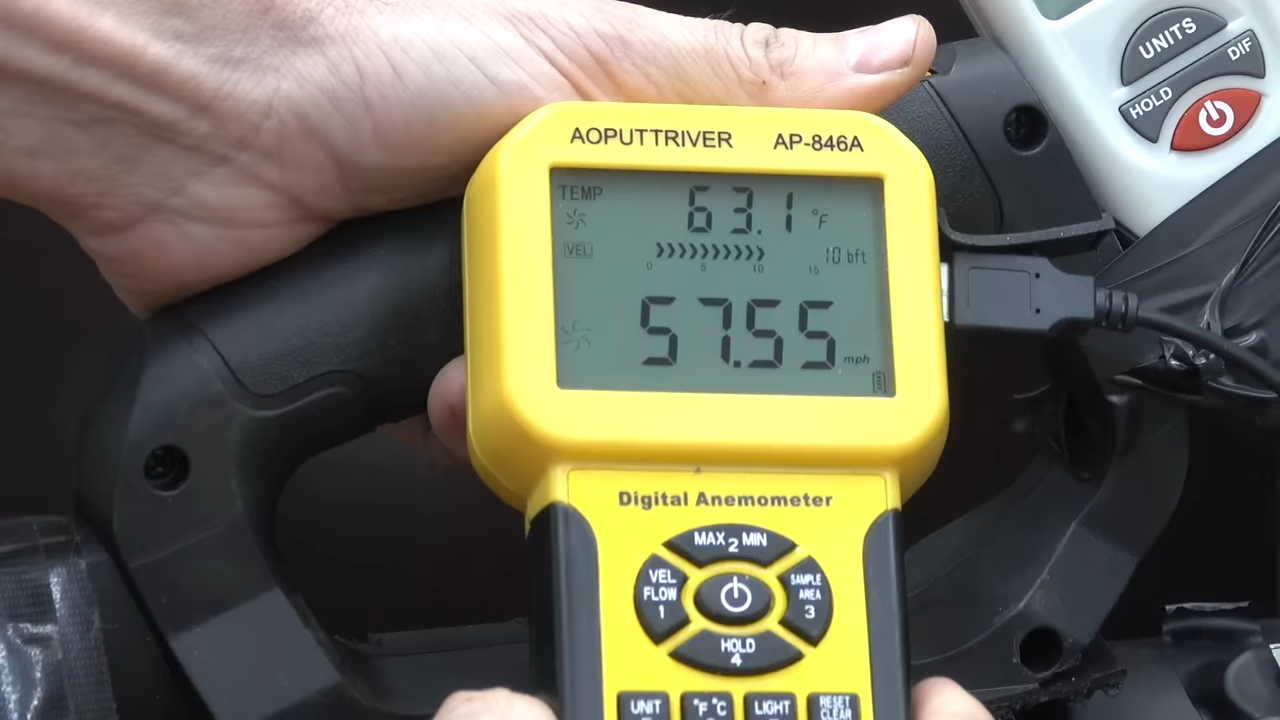 UNITS
HOLD DIF
AOPUTTRIVER AP-846A
TEMP 63.1 °F
VEL 10 bft
0 5 10 15
57.55 mph
Digital Anemometer
MAX 2 MIN
VEL FLOW 1
SAMPLE AREA 3
HOLD 4
UNIT °F °C LIGHT RESET CLEAR